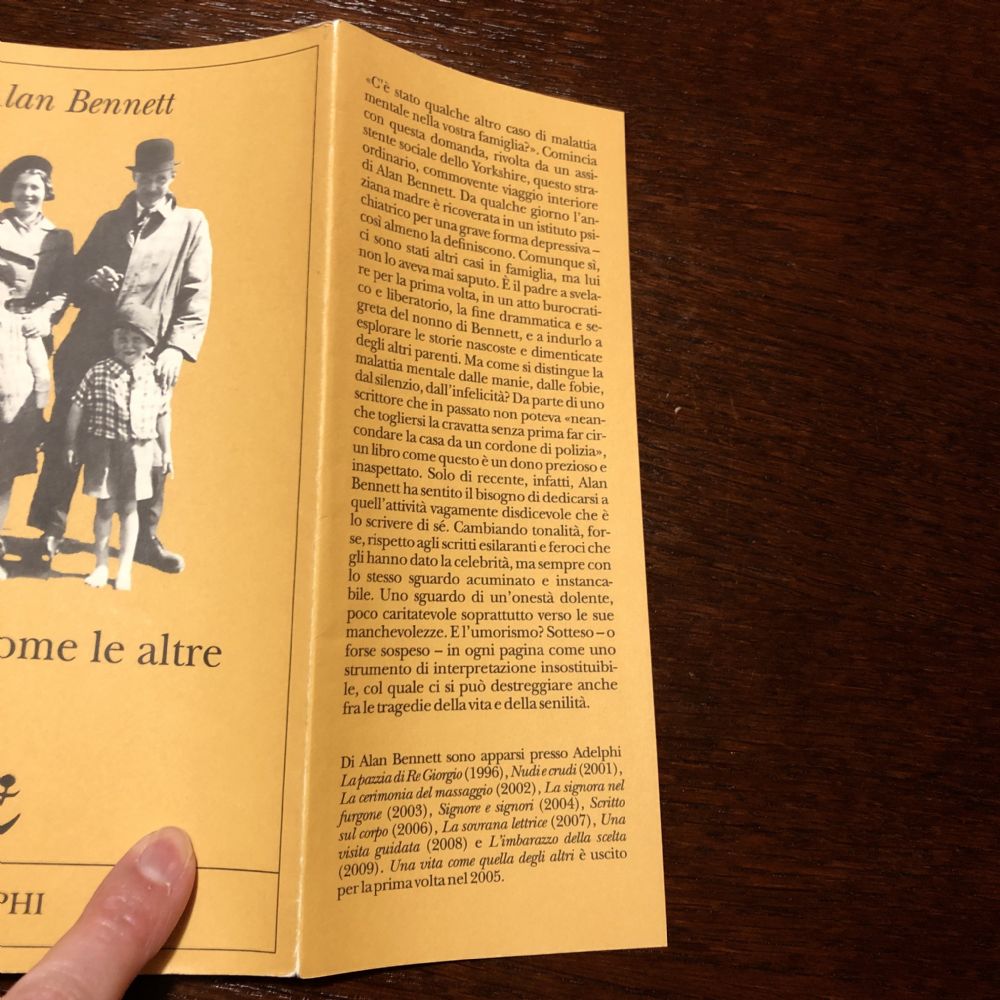 Alan Bennett
ome le altre
PHI
«C'è stato qualche altro caso di malattia
mentale nella vostra famiglia?». Comincia
con questa domanda, rivolta da un assi-
stente sociale dello Yorkshire, questo stra-
ordinario, commovente viaggio interiore
di Alan Bennett. Da qualche giorno l'an-
ziana madre è ricoverata in un istituto psi-
chiatrico per una grave forma depressiva –
così almeno la definiscono. Comunque sì,
ci sono stati altri casi in famiglia, ma lui
non lo aveva mai saputo. È il padre a svela-
re per la prima volta, in un atto burocrati-
co e liberatorio, la fine drammatica e se-
greta del nonno di Bennett, e a indurlo a
esplorare le storie nascoste e dimenticate
degli altri parenti. Ma come si distingue la
malattia mentale dalle manie, dalle fobie,
dal silenzio, dall'infelicità? Da parte di uno
scrittore che in passato non poteva «nean-
che togliersi la cravatta senza prima far cir-
condare la casa da un cordone di polizia»,
un libro come questo è un dono prezioso e
inaspettato. Solo di recente, infatti, Alan
Bennett ha sentito il bisogno di dedicarsi a
quell'attività vagamente disdicevole che è
lo scrivere di sé. Cambiando tonalità, for-
se, rispetto agli scritti esilaranti e feroci che
gli hanno dato la celebrità, ma sempre con
lo stesso sguardo acuminato e instanca-
bile. Uno sguardo di un'onestà dolente,
poco caritatevole soprattutto verso le sue
manchevolezze. E l'umorismo? Sotteso – o
forse sospeso – in ogni pagina come uno
strumento di interpretazione insostituibi-
le, col quale ci si può destreggiare anche
fra le tragedie della vita e della senilità.
Di Alan Bennett sono apparsi presso Adelphi
La pazzia di Re Giorgio (1996), Nudi e crudi (2001),
La cerimonia del massaggio (2002), La signora nel
furgone (2003), Signore e signori (2004), Scritto
sul corpo (2006), La sovrana lettrice (2007), Una
visita guidata (2008) e L'imbarazzo della scelta
(2009). Una vita come quella degli altri è uscito
per la prima volta nel 2005.